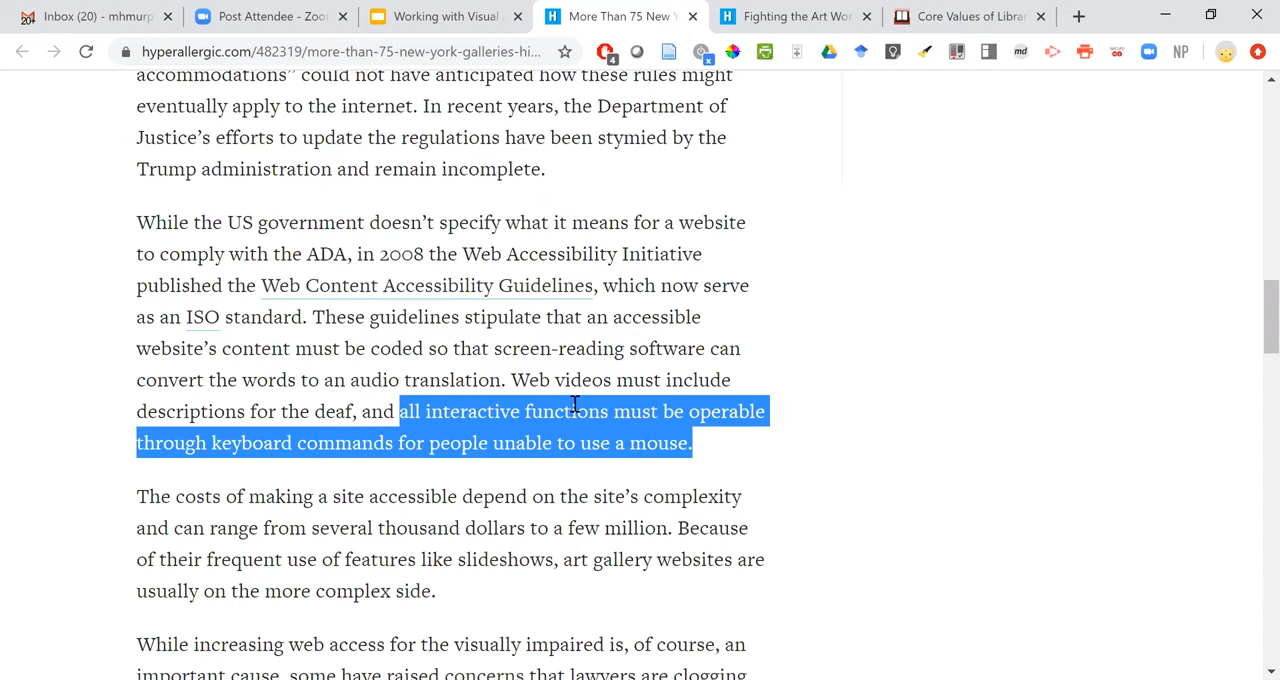 Inbox (20) - mhmurp
Post Attendee - Zoo
Working with Visual
More Than 75 New Y
Fighting the Art Wo
Core Values of Librar
hyperallergic.com/482319/more-than-75-new-york-galleries-hi...
accommodations” could not have anticipated how these rules might
eventually apply to the internet. In recent years, the Department of
Justice’s efforts to update the regulations have been stymied by the
Trump administration and remain incomplete.
While the US government doesn’t specify what it means for a website
to comply with the ADA, in 2008 the Web Accessibility Initiative
published the Web Content Accessibility Guidelines, which now serve
as an ISO standard. These guidelines stipulate that an accessible
website’s content must be coded so that screen-reading software can
convert the words to an audio translation. Web videos must include
descriptions for the deaf, and all interactive functions must be operable
through keyboard commands for people unable to use a mouse.
The costs of making a site accessible depend on the site’s complexity
and can range from several thousand dollars to a few million. Because
of their frequent use of features like slideshows, art gallery websites are
usually on the more complex side.
While increasing web access for the visually impaired is, of course, an
important cause, some have raised concerns that lawyers are clogging